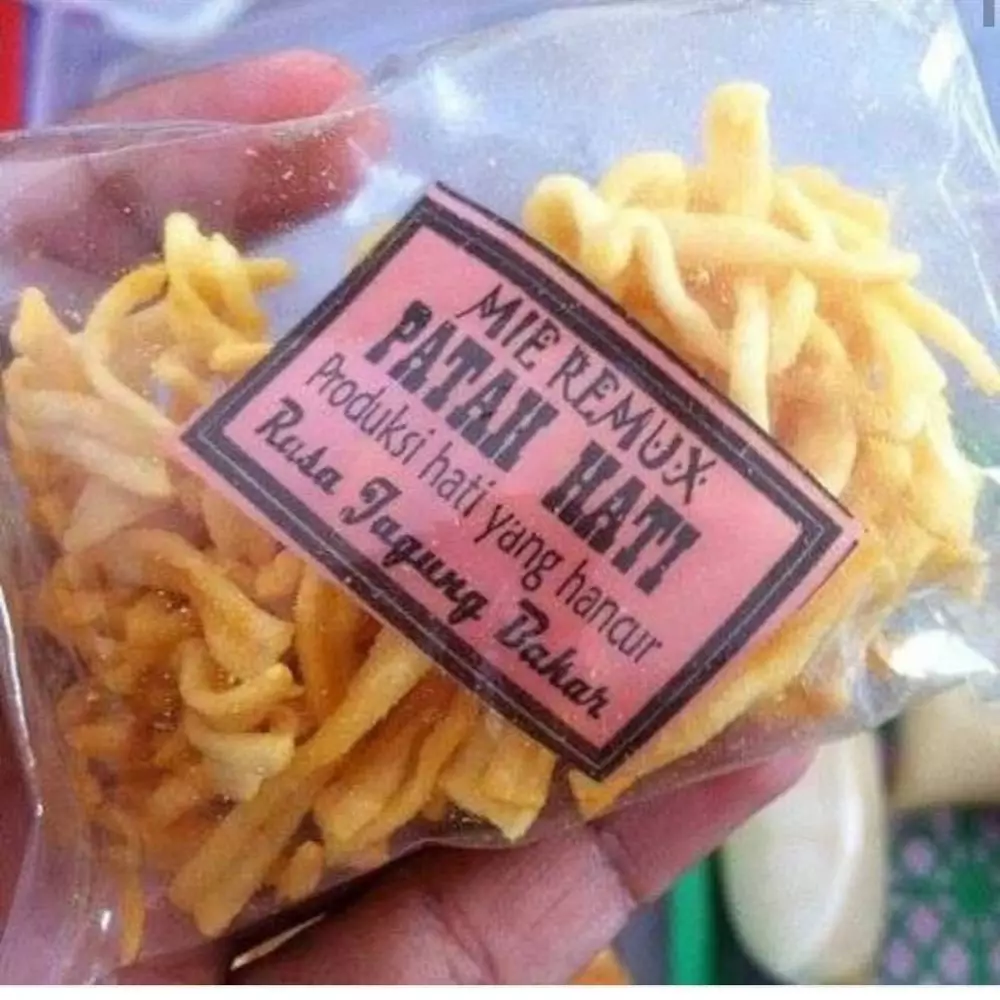 MIE REMUX
PATAH HATI
Produksi hati yang hancur
Rasa Jagung Bakar